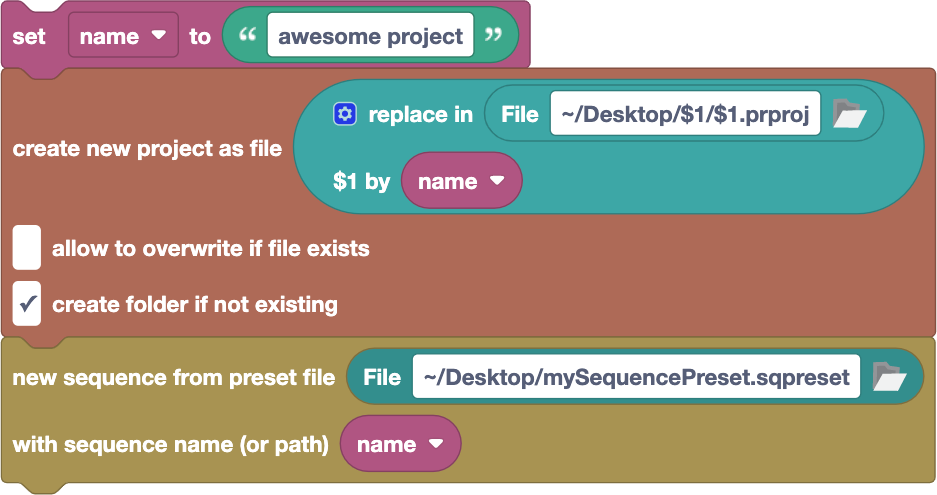 set name to “ awesome project ”
replace in File ~/Desktop/$1/$1.prproj
create new project as file
$1 by name
allow to overwrite if file exists
✔ create folder if not existing
new sequence from preset file File ~/Desktop/mySequencePreset.sqpreset
with sequence name (or path) name